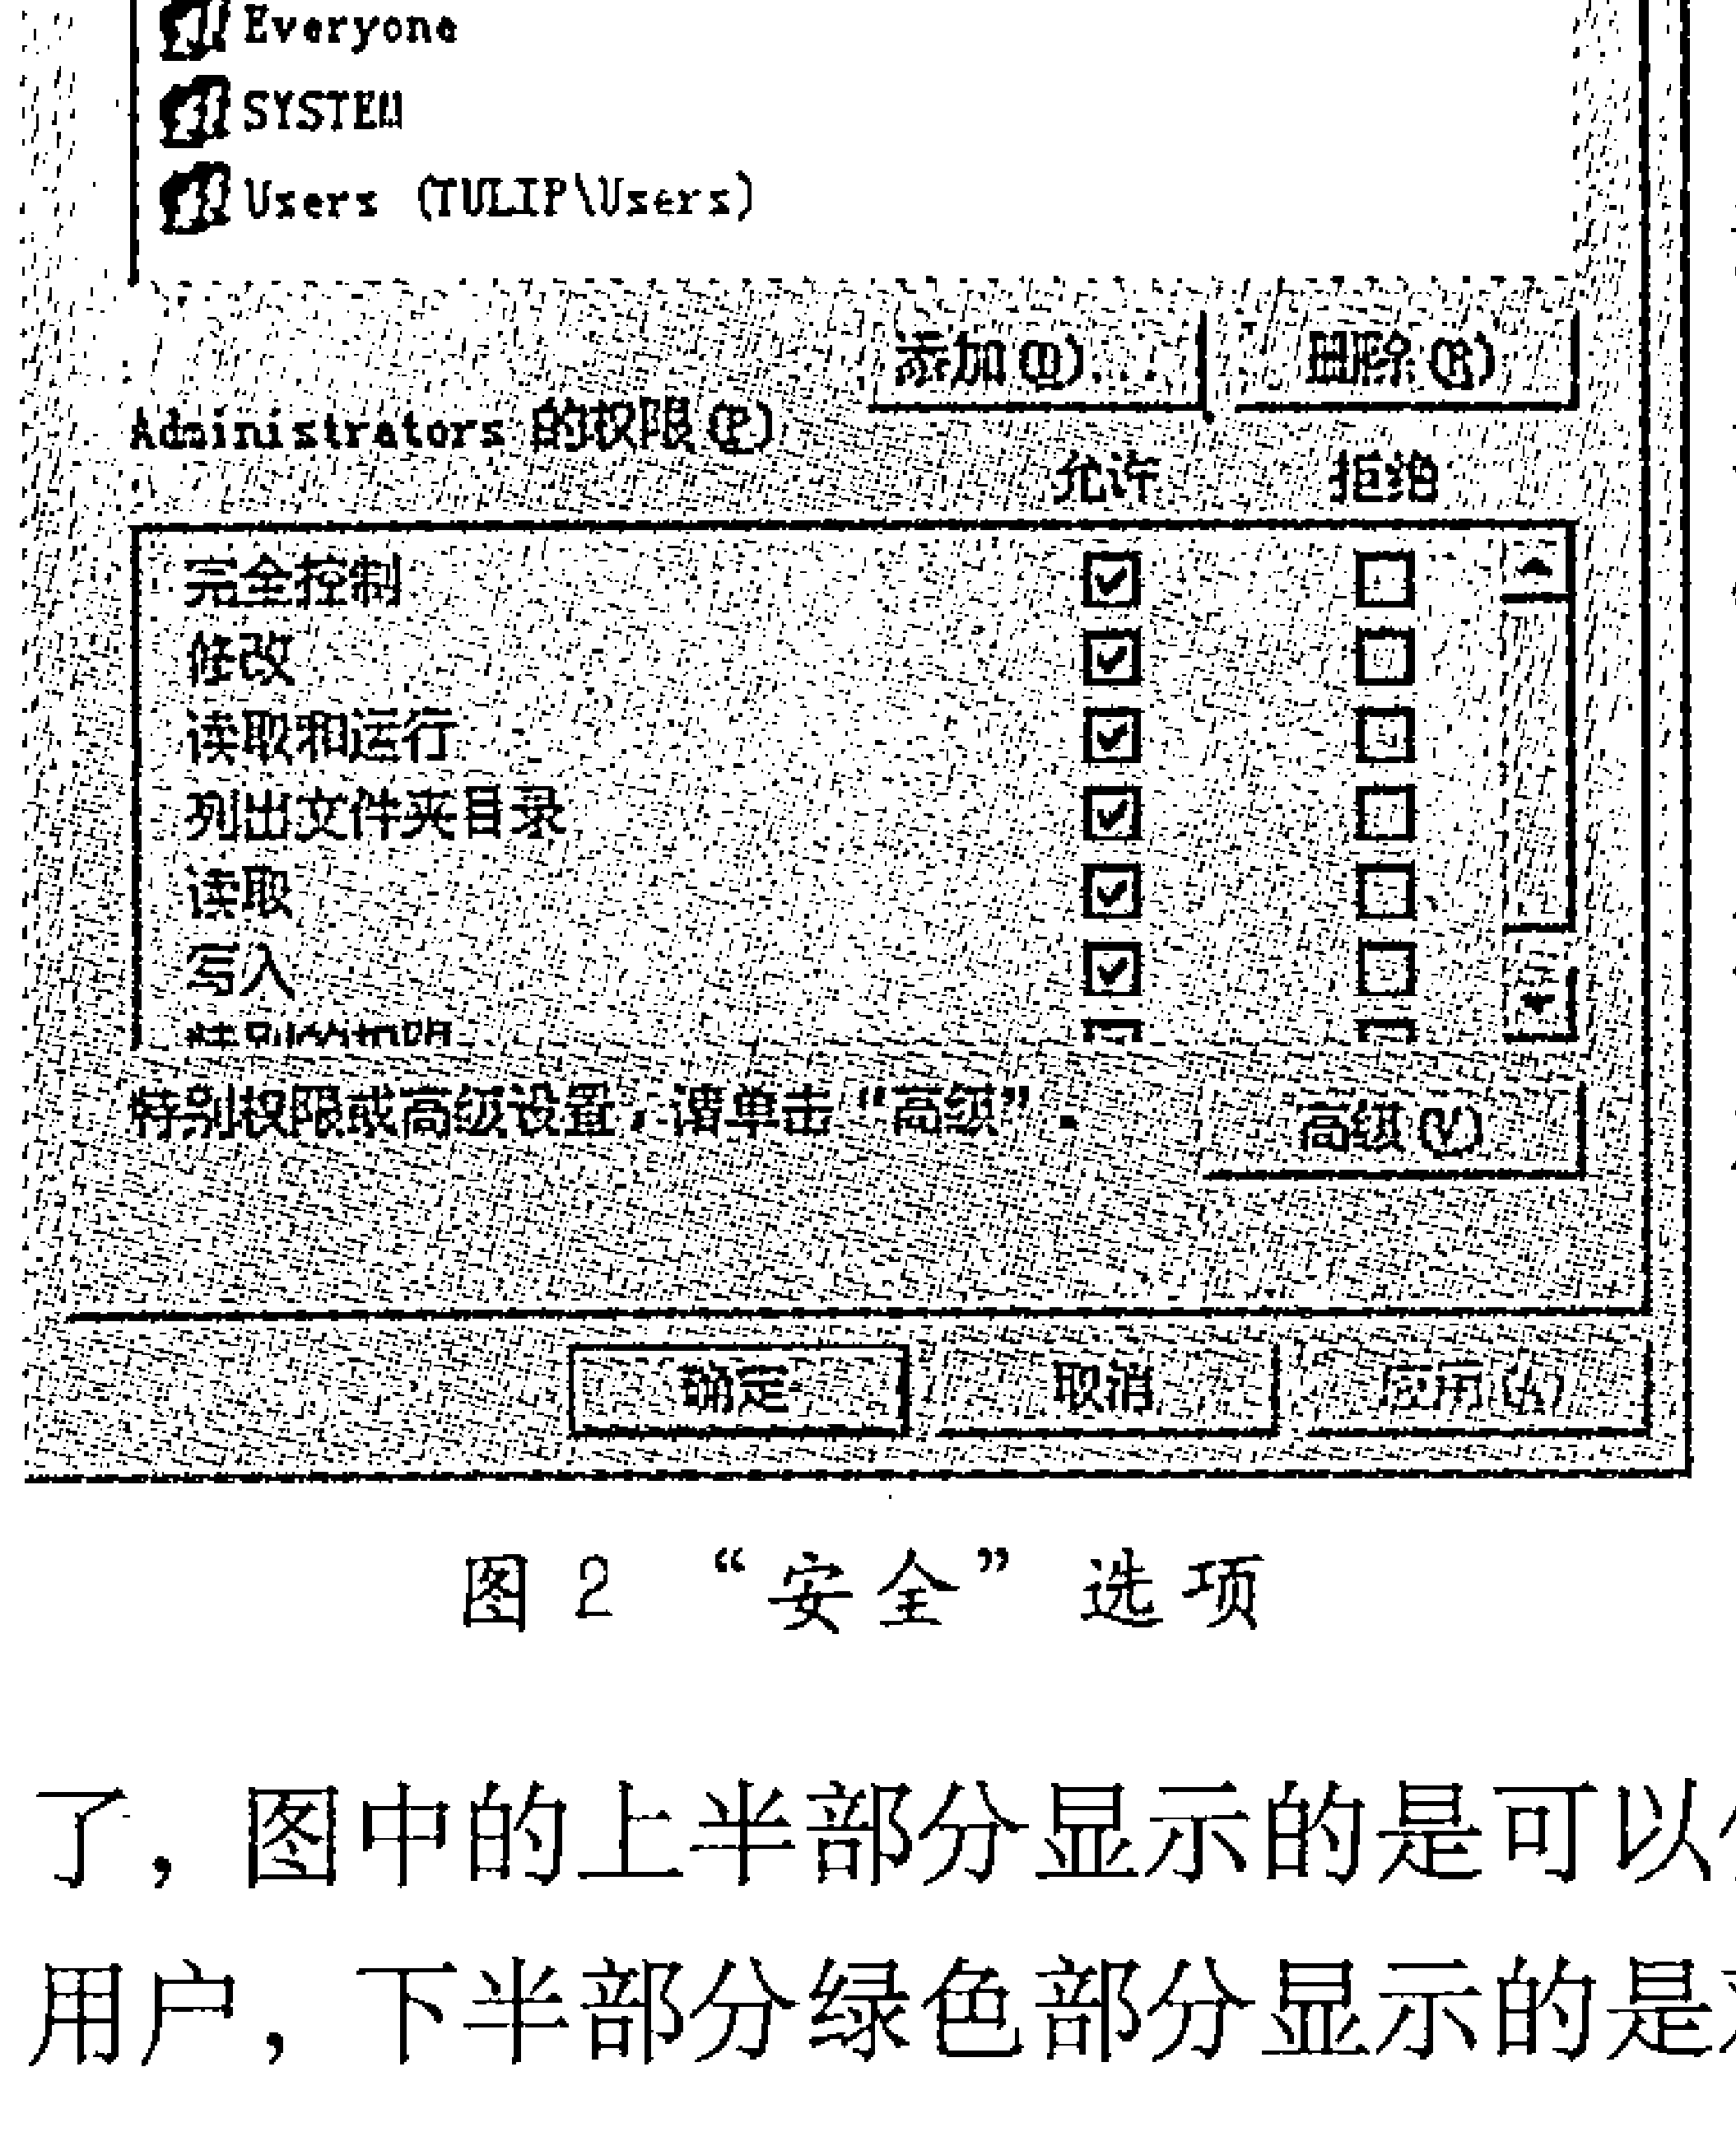 Everyone
SYSTEM
Users (TULIP\Users)
添加(D)... 删除(R)
Administrators 的权限(P)
允许 拒绝
完全控制
修改
读取和运行
列出文件夹目录
读取
写入
特别权限或高级设置，请单击“高级”。 高级(V)
确定 取消 应用(A)
图 2 “安全”选项
了，图中的上半部分显示的是可以
用户，下半部分绿色部分显示的是